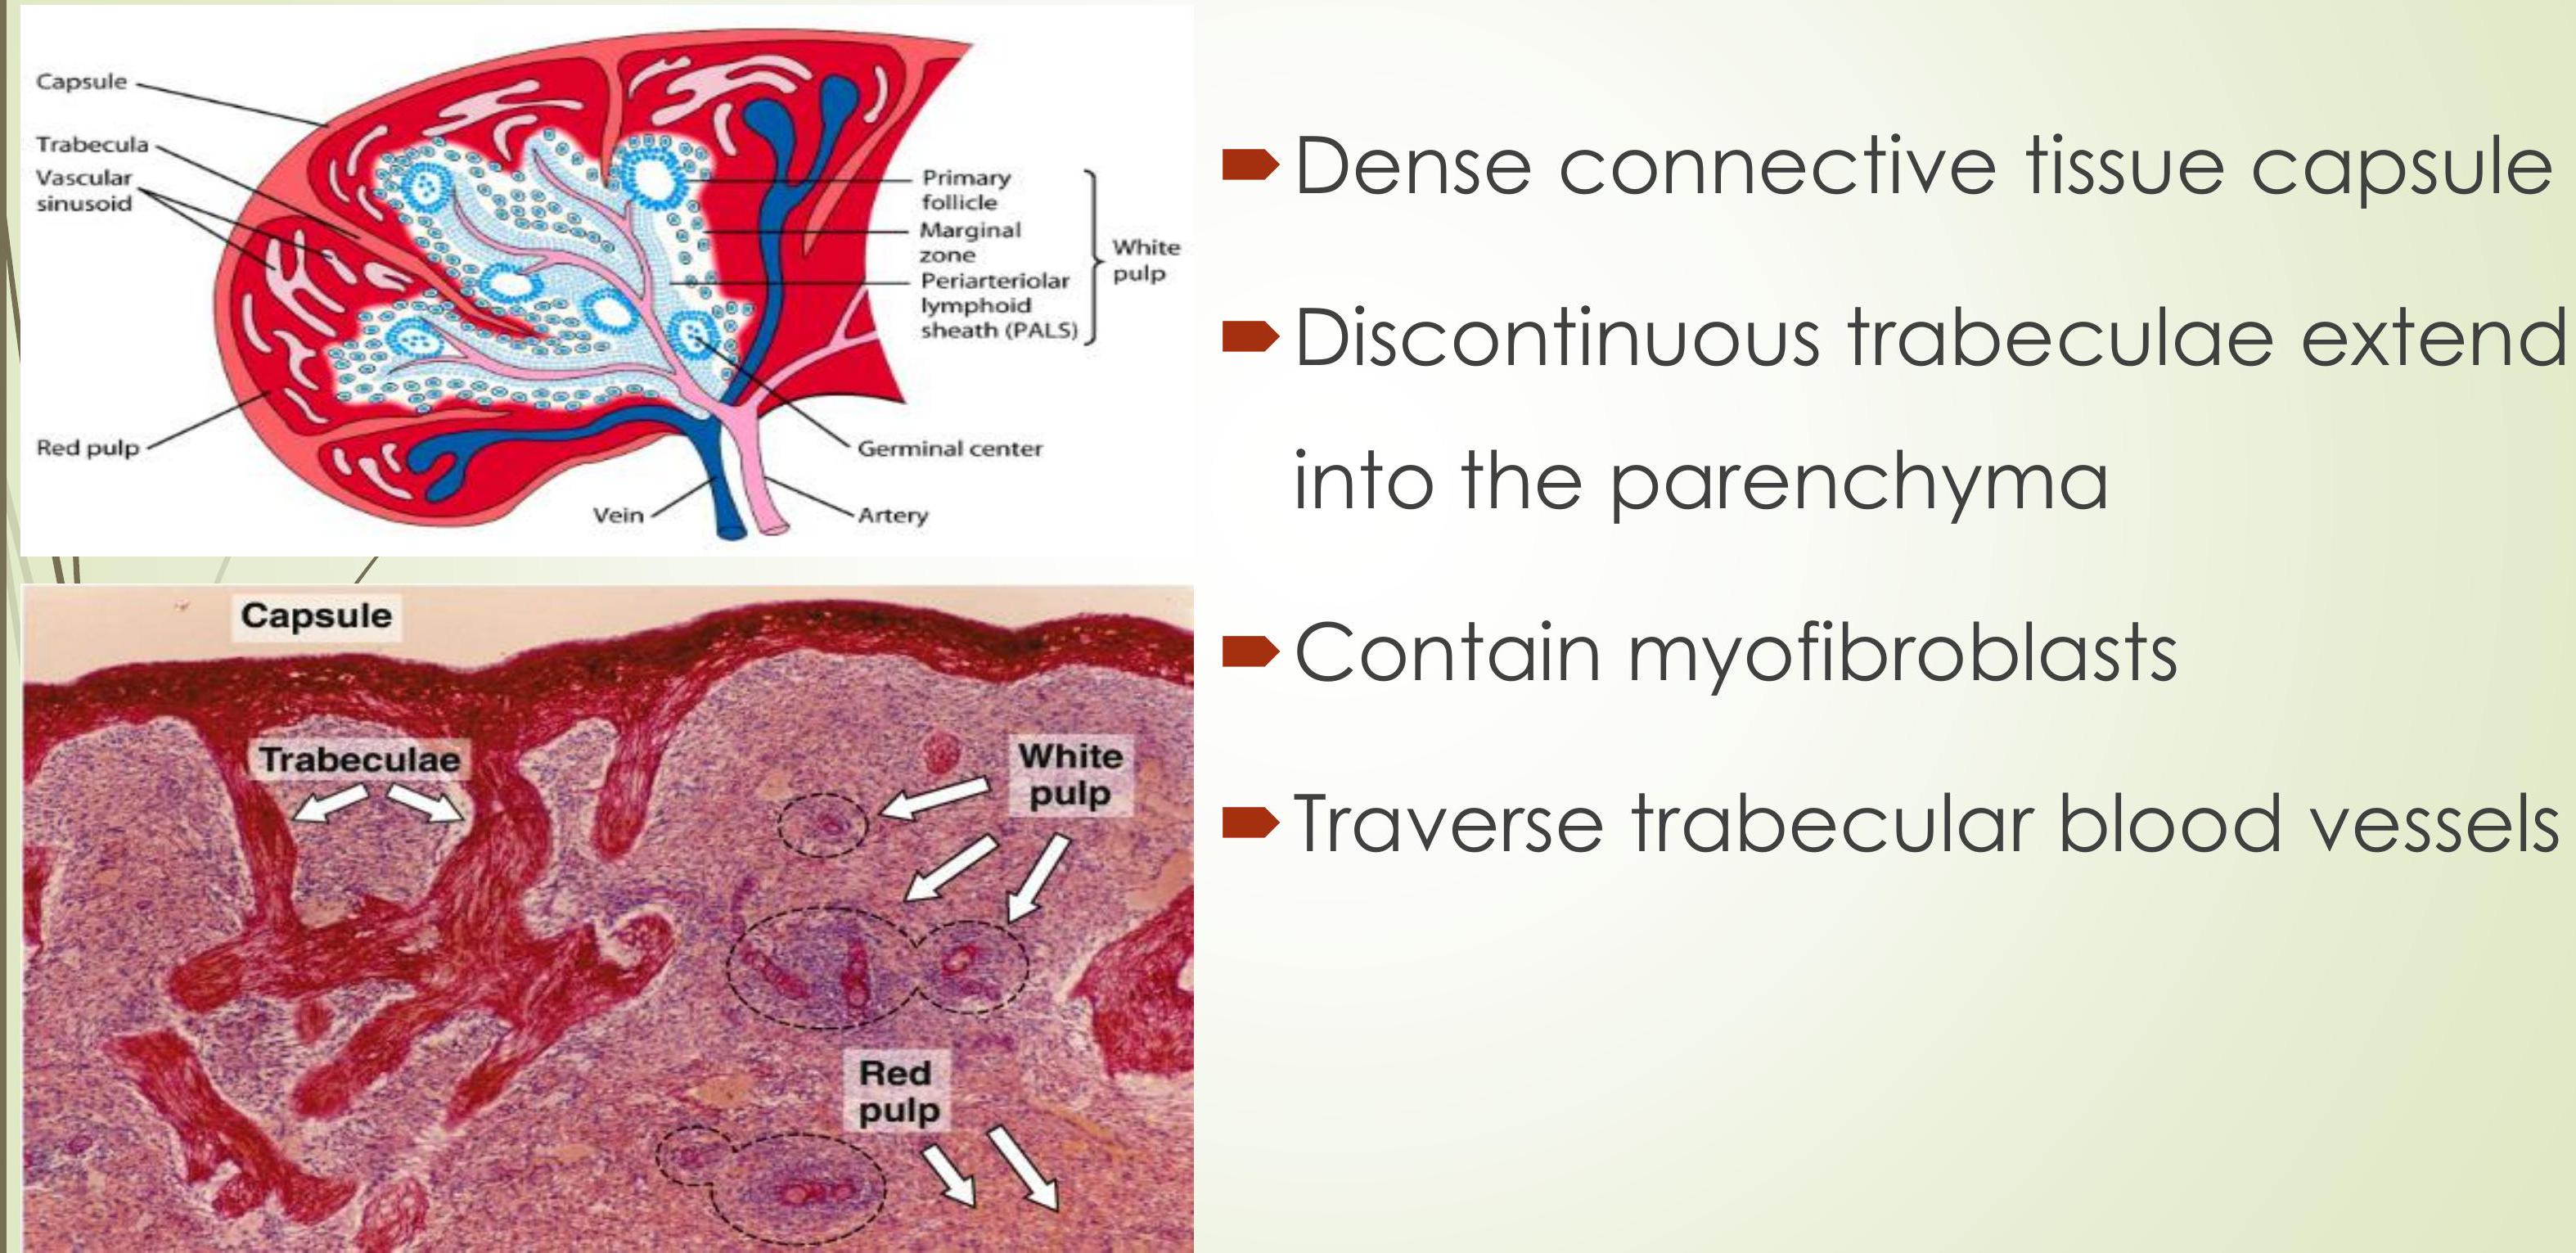 Capsule
Trabecula
Vascular
sinusoid
Red pulp
Primary
follicle
Marginal
zone
Periarteriolar
lymphoid
sheath (PALS)
White
pulp
Germinal center
Vein
Artery
Capsule
Trabeculae
White
pulp
Red
pulp
Dense connective tissue capsule
Discontinuous trabeculae extend
into the parenchyma
Contain myofibroblasts
Traverse trabecular blood vessels